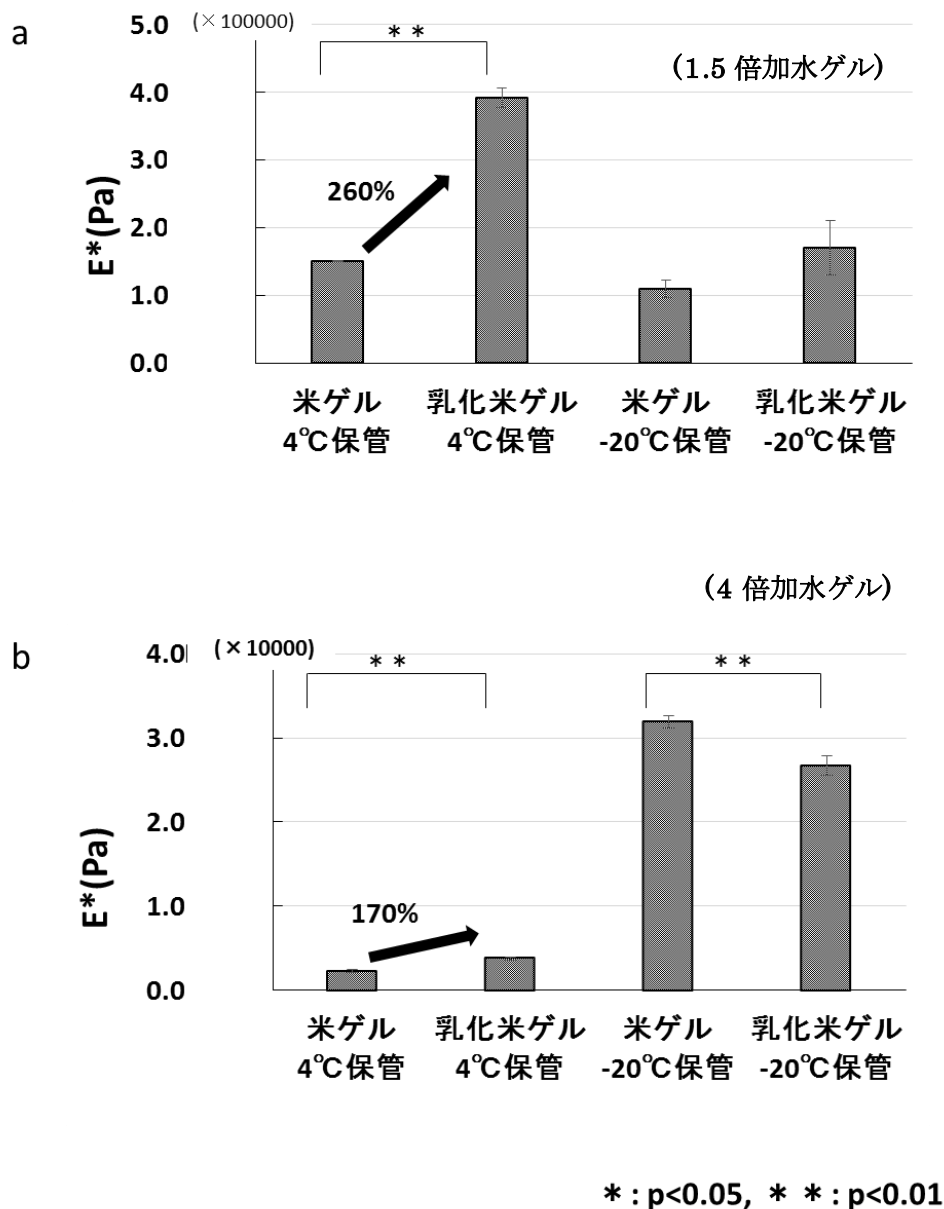 a
(×100000)
5.0
4.0
3.0
2.0
1.0
0.0
E*(Pa)
＊＊
(1.5 倍加水ゲル)
260%
米ゲル
4℃保管
乳化米ゲル
4℃保管
米ゲル
-20℃保管
乳化米ゲル
-20℃保管
(4 倍加水ゲル)
b
(×10000)
4.0
3.0
2.0
1.0
0.0
E*(Pa)
＊＊
＊＊
170%
米ゲル
4℃保管
乳化米ゲル
4℃保管
米ゲル
-20℃保管
乳化米ゲル
-20℃保管
＊: p<0.05, ＊＊: p<0.01